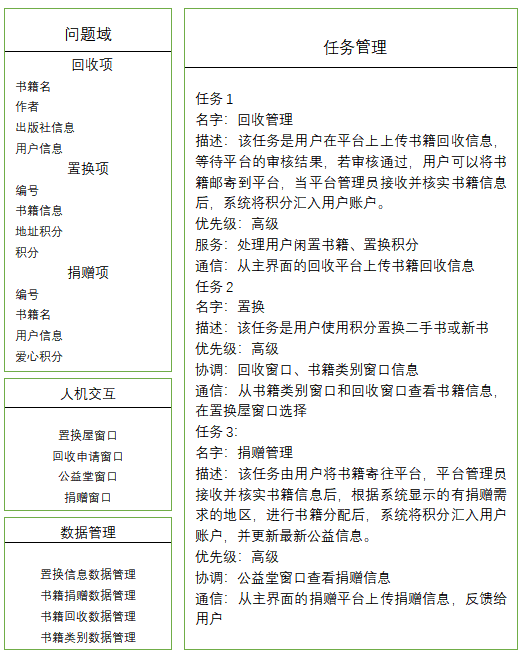 问题域
回收项
书籍名
作者
出版社信息
用户信息
置换项
编号
书籍信息
地址积分
积分
捐赠项
编号
书籍名
用户信息
爱心积分
人机交互
置换屋窗口
回收申请窗口
公益堂窗口
捐赠窗口
数据管理
置换信息数据管理
书籍捐赠数据管理
书籍回收数据管理
书籍类别数据管理
任务管理
任务 1
名字：回收管理
描述：该任务是用户在平台上上传书籍回收信息，
等待平台的审核结果，若审核通过，用户可以将书
籍邮寄到平台，当平台管理员接收并核实书籍信息
后，系统将积分汇入用户账户。
优先级：高级
服务：处理用户闲置书籍、置换积分
通信：从主界面的回收平台上传书籍回收信息
任务 2
名字：置换
描述：该任务是用户使用积分置换二手书或新书
优先级：高级
协调：回收窗口、书籍类别窗口信息
通信：从书籍类别窗口和回收窗口查看书籍信息，
在置换屋窗口选择
任务 3：
名字：捐赠管理
描述：该任务由用户将书籍寄往平台，平台管理员
接收并核实书籍信息后，根据系统显示的有捐赠需
求的地区，进行书籍分配后，系统将积分汇入用户
账户，并更新最新公益信息。
优先级：高级
协调：公益堂窗口查看捐赠信息
通信：从主界面的捐赠平台上传捐赠信息，反馈给
用户